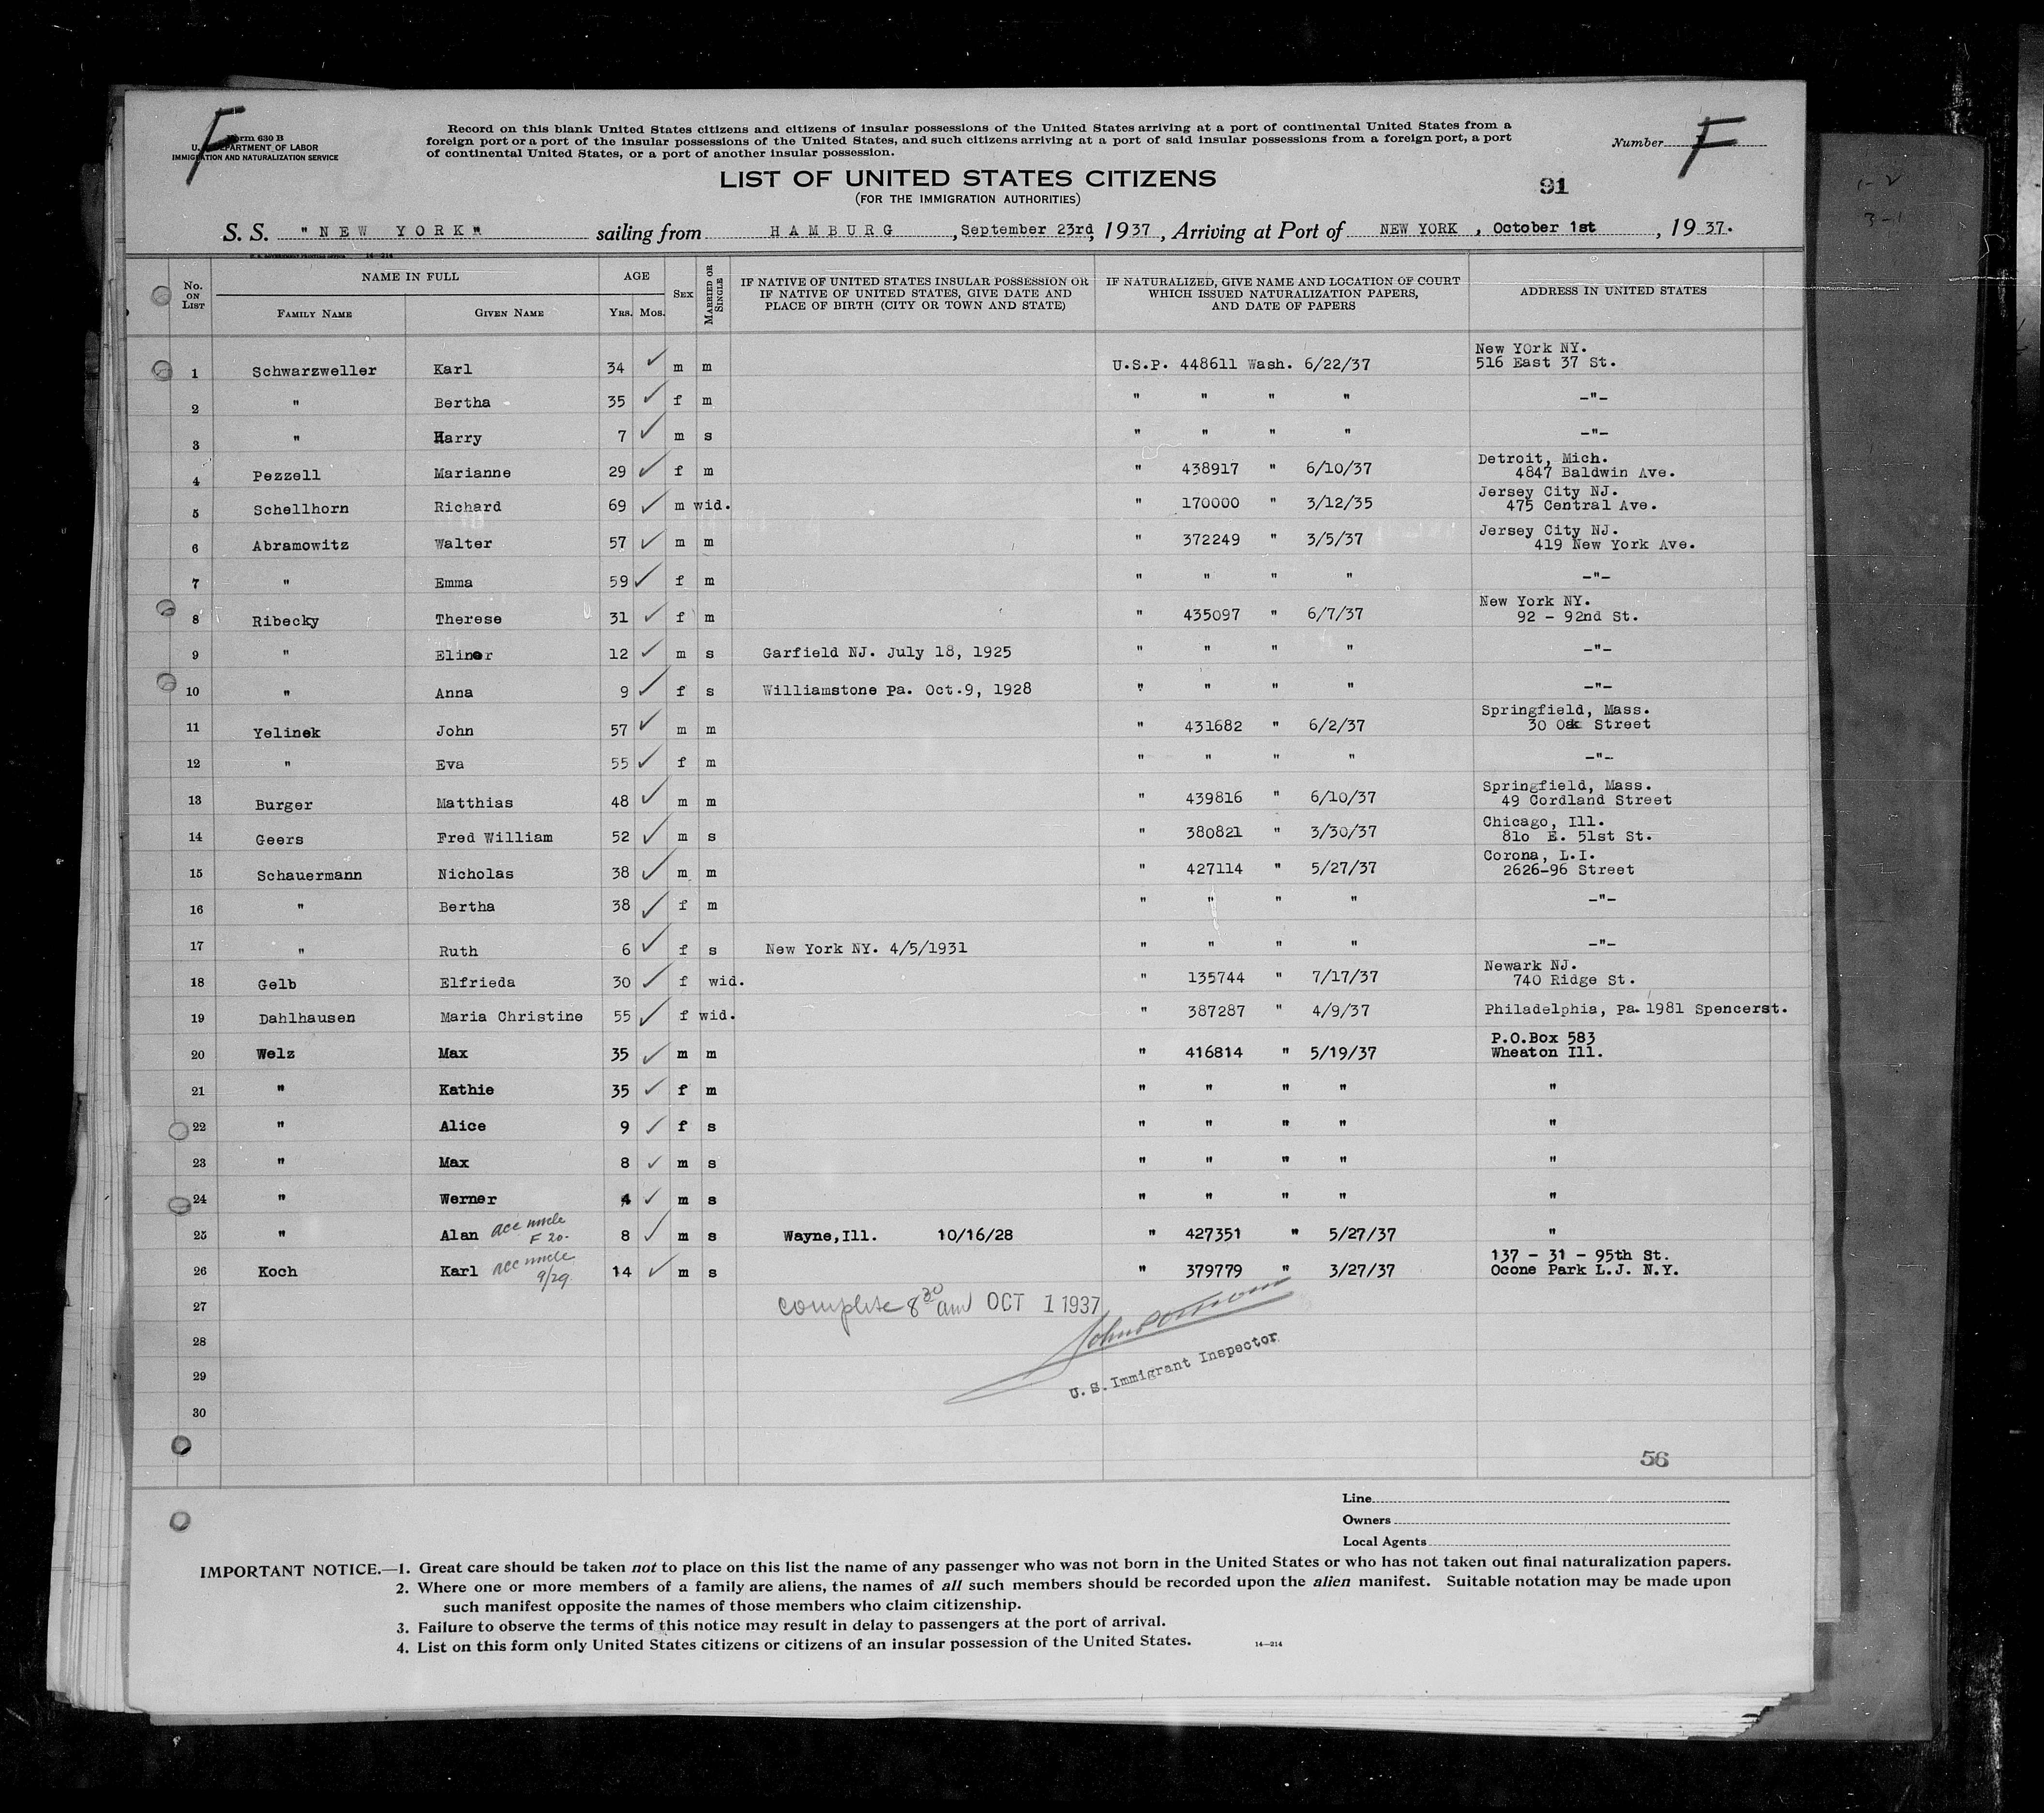 F
Form 630 B
U. S. DEPARTMENT OF LABOR
IMMIGRATION AND NATURALIZATION SERVICE
Record on this blank United States citizens and citizens of insular possessions of the United States arriving at a port of continental United States from a
foreign port or a port of the insular possessions of the United States, and such citizens arriving at a port of said insular possessions from a foreign port, a port
of continental United States, or a port of another insular possession.
Number F
LIST OF UNITED STATES CITIZENS
(FOR THE IMMIGRATION AUTHORITIES)
91
S. S. "NEW YORK" sailing from HAMBURG, September 23rd, 1937, Arriving at Port of NEW YORK, October 1st, 1937.
14—214
No. ON LIST
NAME IN FULL
FAMILY NAME
GIVEN NAME
AGE
YRS. MOS.
SEX
MARRIED OR SINGLE
IF NATIVE OF UNITED STATES INSULAR POSSESSION OR
IF NATIVE OF UNITED STATES, GIVE DATE AND
PLACE OF BIRTH (CITY OR TOWN AND STATE)
IF NATURALIZED, GIVE NAME AND LOCATION OF COURT
WHICH ISSUED NATURALIZATION PAPERS,
AND DATE OF PAPERS
ADDRESS IN UNITED STATES
New YOrk NY.
1 Schwarzweller Karl 34 ✓ m m U.S.P. 448611 Wash. 6/22/37 516 East 37 St.
2 " Bertha 35 ✓ f m " " " " -"-
3 " Harry 7 ✓ m s " " " " -"-
Detroit, Mich.
4 Pezzell Marianne 29 ✓ f m " 438917 " 6/10/37 4847 Baldwin Ave.
Jersey City NJ.
5 Schellhorn Richard 69 ✓ m wid. " 170000 " 3/12/35 475 Central Ave.
Jersey City NJ.
6 Abramowitz Walter 57 ✓ m m " 372249 " 3/5/37 419 New York Ave.
7 " Emma 59 ✓ f m " " " " -"-
New York NY.
8 Ribecky Therese 31 ✓ f m " 435097 " 6/7/37 92 - 92nd St.
9 " Elinor 12 ✓ m s Garfield NJ. July 18, 1925 " " " " -"-
10 " Anna 9 ✓ f s Williamstone Pa. Oct.9, 1928 " " " " -"-
Springfield, Mass.
11 Yelinek John 57 ✓ m m " 431682 " 6/2/37 30 Oak Street
12 " Eva 55 ✓ f m " " " " -"-
Springfield, Mass.
13 Burger Matthias 48 ✓ m m " 439816 " 6/10/37 49 Cordland Street
Chicago, Ill.
14 Geers Fred William 52 ✓ m s " 380821 " 3/30/37 81o E. 51st St.
Corona, L.I.
15 Schauermann Nicholas 38 ✓ m m " 427114 " 5/27/37 2626-96 Street
16 " Bertha 38 ✓ f m " " " " -"-
17 " Ruth 6 ✓ f s New York NY. 4/5/1931 " " " " -"-
Newark NJ.
18 Gelb Elfrieda 30 ✓ f wid. " 135744 " 7/17/37 740 Ridge St.
19 Dahlhausen Maria Christine 55 ✓ f wid. " 387287 " 4/9/37 Philadelphia, Pa. 1981 Spencerst.
P.O.Box 583
20 Welz Max 35 ✓ m m " 416814 " 5/19/37 Wheaton Ill.
21 " Kathie 35 ✓ f m " " " " "
22 " Alice 9 ✓ f s " " " " "
23 " Max 8 ✓ m s " " " " "
24 " Werner 4 ✓ m s " " " " "
25 " Alan acc uncle F 20. 8 ✓ m s Wayne,Ill. 10/16/28 " 427351 " 5/27/37 "
137 - 31 - 95th St.
26 Koch Karl acc uncle 9/29 14 ✓ m s " 379779 " 3/27/37 Ocone Park L.J. N.Y.
27
complete 8 30 am OCT 1 1937
28
U. S. Immigrant Inspector
29
30
56
Line
Owners
Local Agents
IMPORTANT NOTICE.—1. Great care should be taken not to place on this list the name of any passenger who was not born in the United States or who has not taken out final naturalization papers.
2. Where one or more members of a family are aliens, the names of all such members should be recorded upon the alien manifest. Suitable notation may be made upon
such manifest opposite the names of those members who claim citizenship.
3. Failure to observe the terms of this notice may result in delay to passengers at the port of arrival.
4. List on this form only United States citizens or citizens of an insular possession of the United States.
14—214